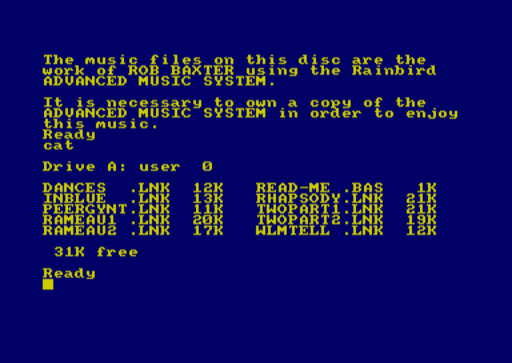 The music files on this disc are the
work of ROB BAXTER using the Rainbird
ADVANCED MUSIC SYSTEM.
It is necessary to own a copy of the
ADVANCED MUSIC SYSTEM in order to enjoy
this music.
Ready
cat
Drive A: user  0
DANCES  .LNK  12K   READ-ME .BAS   1K
INBLUE  .LNK  13K   RHAPSODY.LNK  21K
PEERGYNT.LNK  11K   TWOPART1.LNK  21K
RAMEAU1 .LNK  20K   TWOPART2.LNK  19K
RAMEAU2 .LNK  17K   WLMTELL .LNK  12K
31K free
Ready